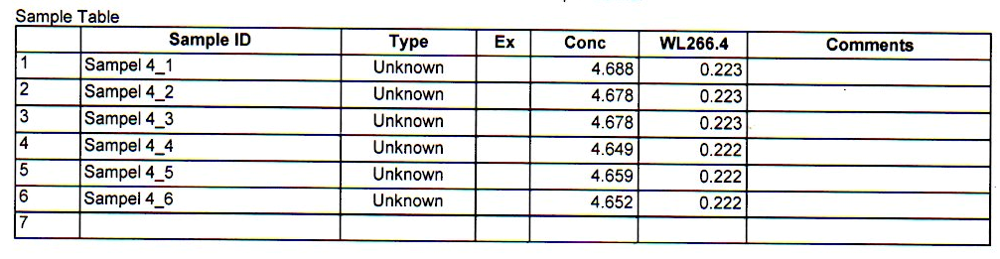 Sample Table
Sample ID Type Ex Conc WL266.4 Comments
1 Sampel 4_1 Unknown 4.688 0.223
2 Sampel 4_2 Unknown 4.678 0.223
3 Sampel 4_3 Unknown 4.678 0.223
4 Sampel 4_4 Unknown 4.649 0.222
5 Sampel 4_5 Unknown 4.659 0.222
6 Sampel 4_6 Unknown 4.652 0.222
7